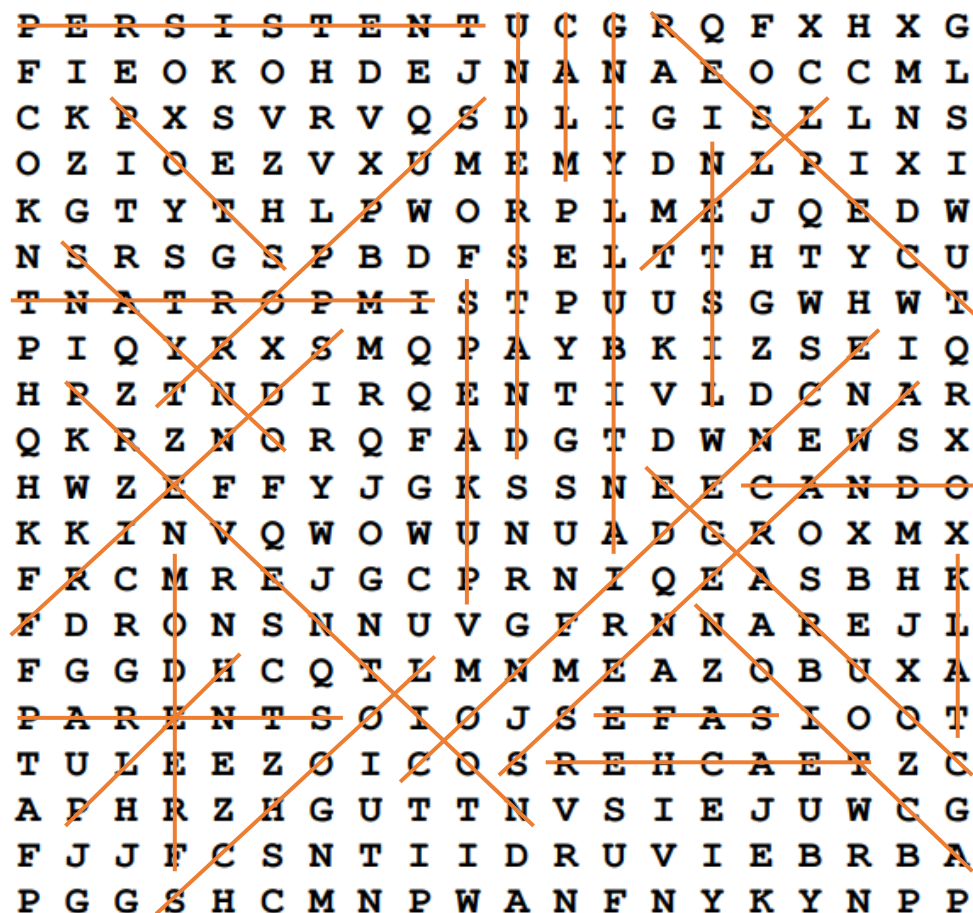 P E R S I S T E N T U C G R Q F X H X G
F I E O K O H D E J N A N A E O C C M L
C K P X S V R V Q S D L I G I S L L N S
O Z I O E Z V X U M E M Y D N L P I X I
K G T Y T H L P W O R P L M E J Q E D W
N S R S G S P B D F S E L T T H T Y C U
T N A T R O P M I S T P U U S G W H W T
P I Q Y R X S M Q P A Y B K I Z S E I Q
H P Z T N D I R Q E N T I V L D C N A R
Q K R Z N O R Q F A D G T D W N E W S X
H W Z E F F Y J G K S S N E E C A N D O
K K I N V Q W O W U N U A D G R O X M X
F R C M R E J G C P R N I Q E A S B H K
F D R O N S N N U V G F R N N A R E J L
F G G D H C Q T L M N M E A Z O B U X A
P A R E N T S O I O J S E F A S I O O T
T U L E E Z O I C O S R E H C A E T Z C
A P H R Z H G U T T N V S I E J U W C G
F J J F C S N T I I D R U V I E B R B A
P G G S H C M N P W A N F N Y K Y N P P